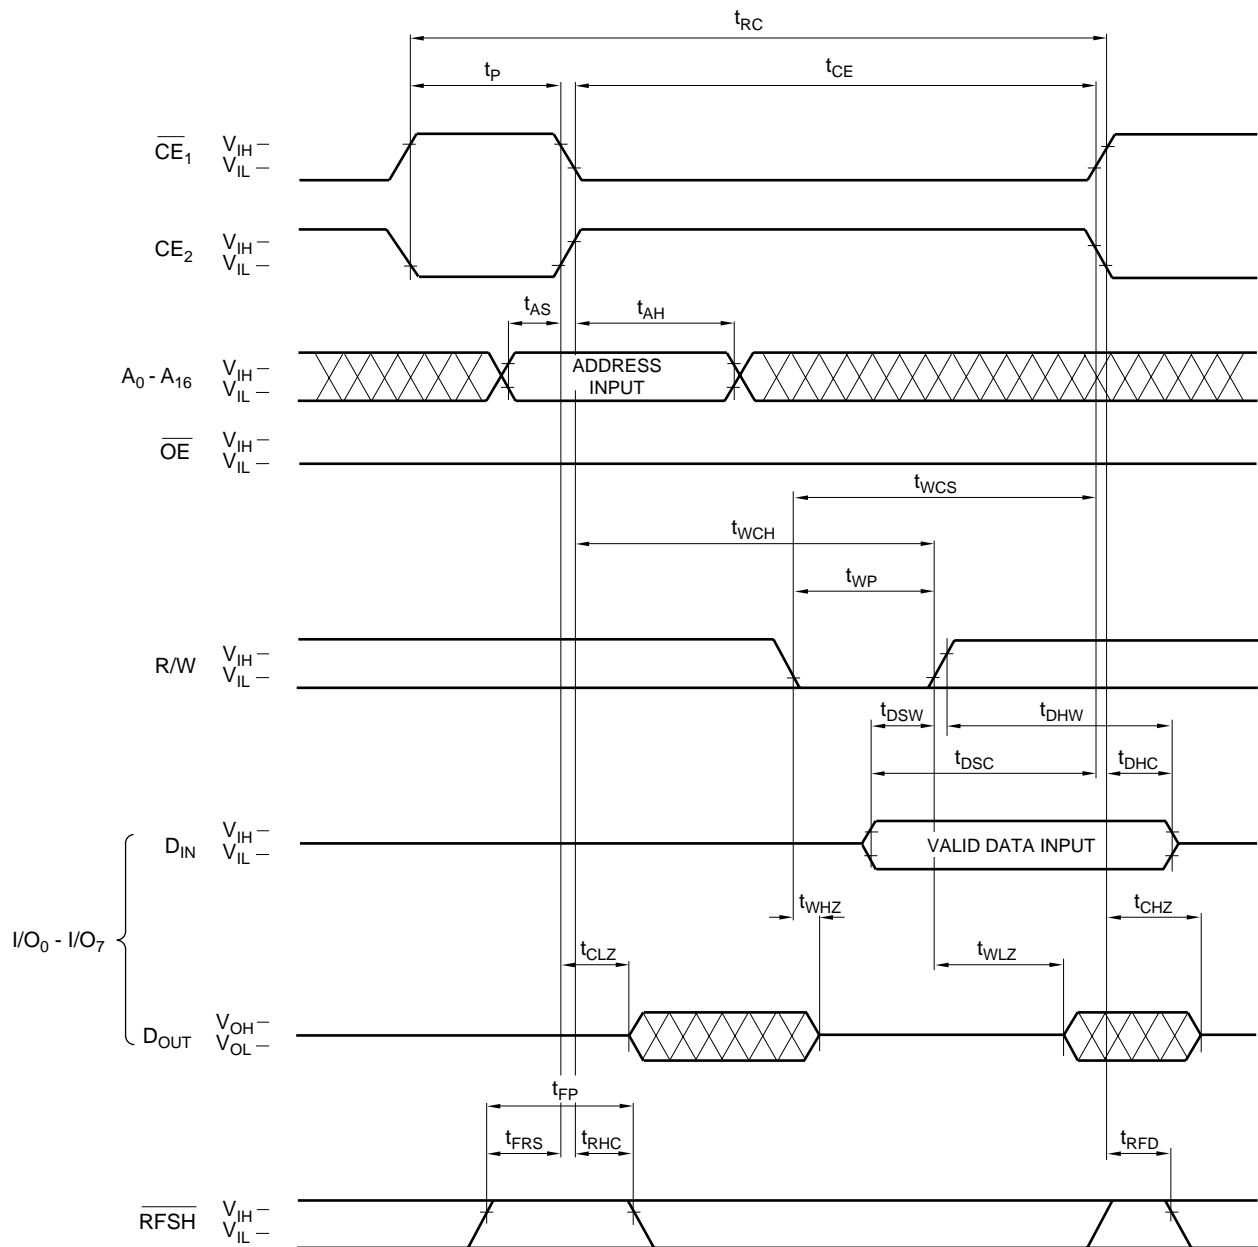 tRC
tP
tCE
CE1 VIH
VIL
CE2 VIH
VIL
tAS
tAH
A0 - A16 VIH
VIL
ADDRESS
INPUT
OE VIH
VIL
tWCS
tWCH
tWP
R/W VIH
VIL
tDSW
tDHW
tDSC
tDHC
DIN VIH
VIL
VALID DATA INPUT
tWHZ
tCHZ
I/O0 - I/O7
tCLZ
tWLZ
DOUT VOH
VOL
tFP
tFRS
tRHC
tRFD
RFSH VIH
VIL